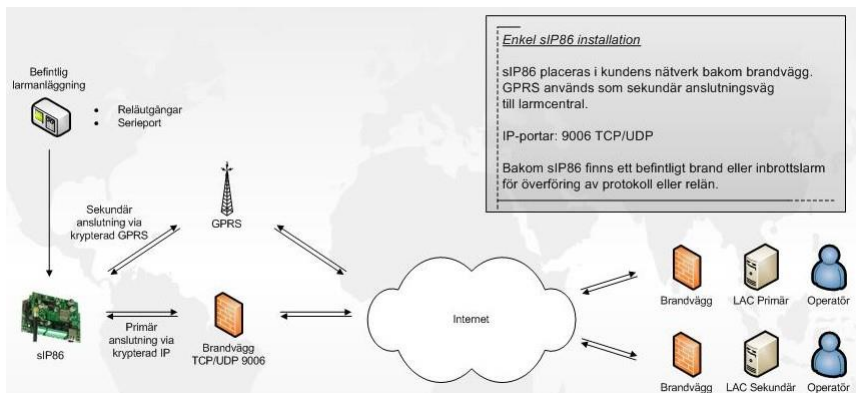 Enkel sIP86 installation
sIP86 placeras i kundens nätverk bakom brandvägg.
GPRS används som sekundär anslutningsväg
till larmcentral.
IP-portar: 9006 TCP/UDP
Bakom sIP86 finns ett befintligt brand eller inbrottslarm
för överföring av protokoll eller relän.
Befintlig
larmanläggning
• Reläutgångar
• Serieport
Sekundär
anslutning via
krypterad GPRS
GPRS
sIP86
Primär
anslutning via
krypterad IP
Brandvägg
TCP/UDP 9006
Internet
Brandvägg
LAC Primär
Operatör
Brandvägg
LAC Sekundär
Operatör